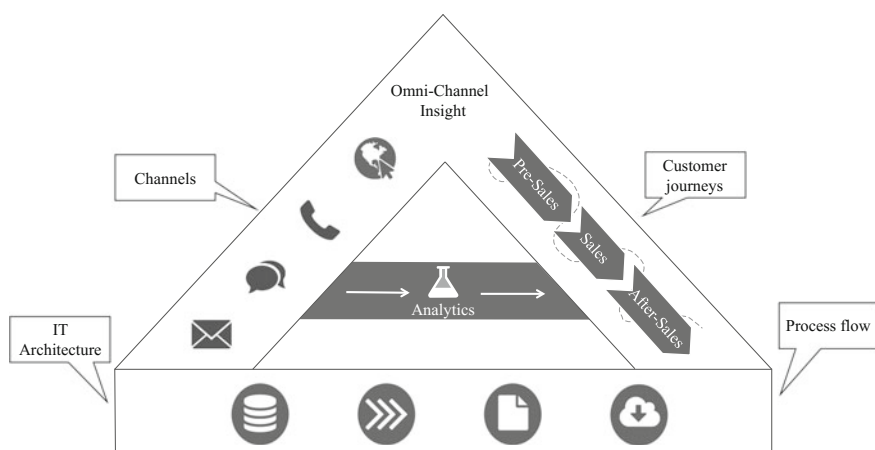 Omni-Channel
Insight
Channels
Customer
journeys
Pre-Sales
Sales
After-Sales
Analytics
IT
Architecture
Process flow